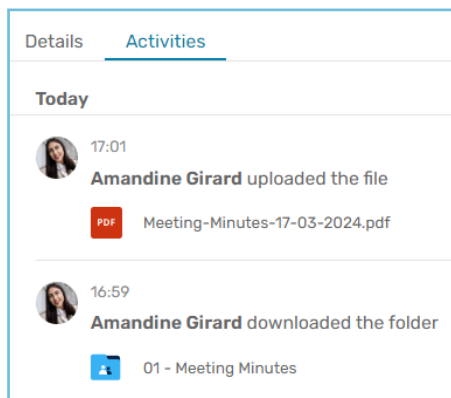 Details Activities
Today
17:01
Amandine Girard uploaded the file
PDF Meeting-Minutes-17-03-2024.pdf
16:59
Amandine Girard downloaded the folder
01 - Meeting Minutes